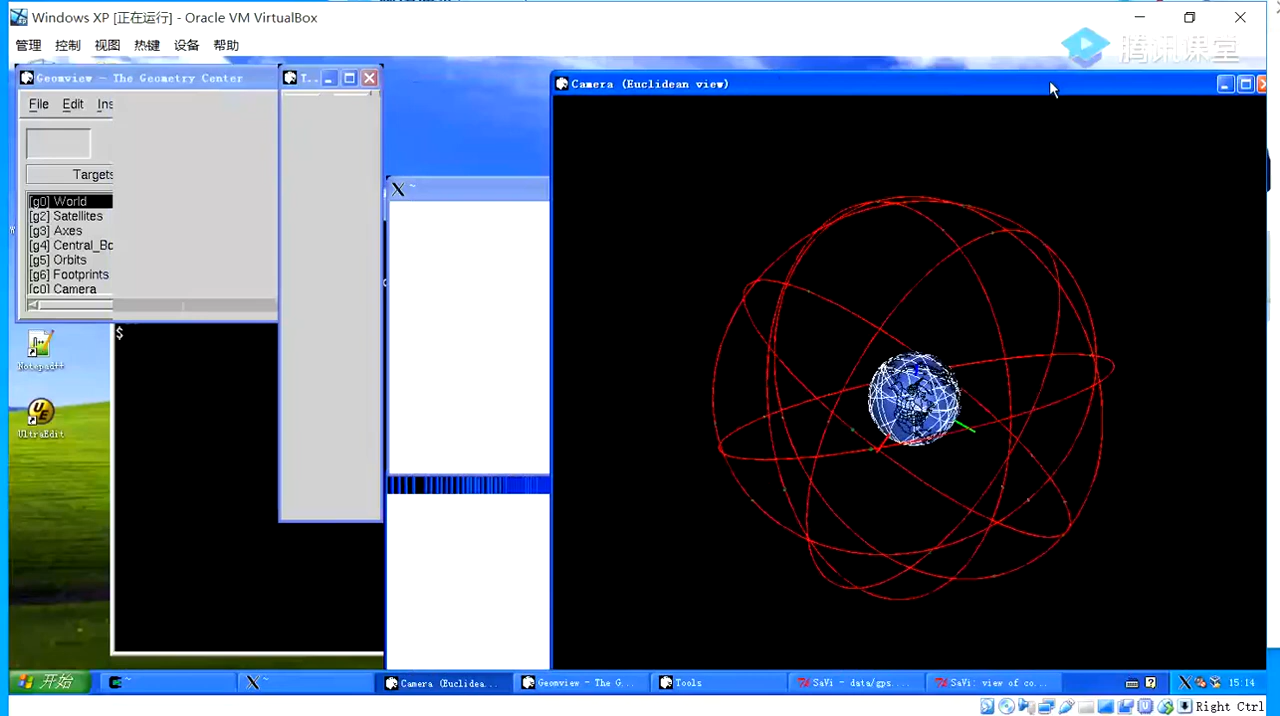 Windows XP [正在运行] - Oracle VM VirtualBox
管理 控制 视图 热键 设备 帮助
腾讯课堂
Geomview - The Geometry Center
T..
Camera (Euclidean view)
File Edit Ins
Targets
[g0] World
[g2] Satellites
[g3] Axes
[g4] Central_Bo
[g5] Orbits
[g6] Footprints
[c0] Camera
~
$
Notepad++
UltraEdit
开始
~
~
Camera (Euclidea...
Geomview - The G...
Tools
SaVi - data/gps....
SaVi: view of co...
15:14
Right Ctrl